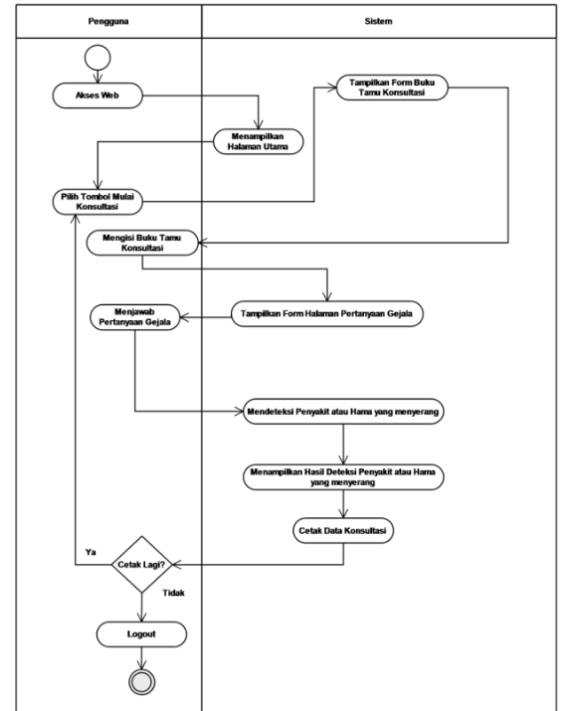 Pengguna
Sistem
Akses Web
Tampilkan Form Buku
Tamu Konsultasi
Menampilkan
Halaman Utama
Pilih Tombol Mulai
Konsultasi
Mengisi Buku Tamu
Konsultasi
Tampilkan Form Halaman Pertanyaan Gejala
Menjawab
Pertanyaan Gejala
Mendeteksi Penyakit atau Hama yang menyerang
Menampilkan Hasil Deteksi Penyakit atau Hama
yang menyerang
Cetak Data Konsultasi
Ya
Cetak Lagi?
Tidak
Logout